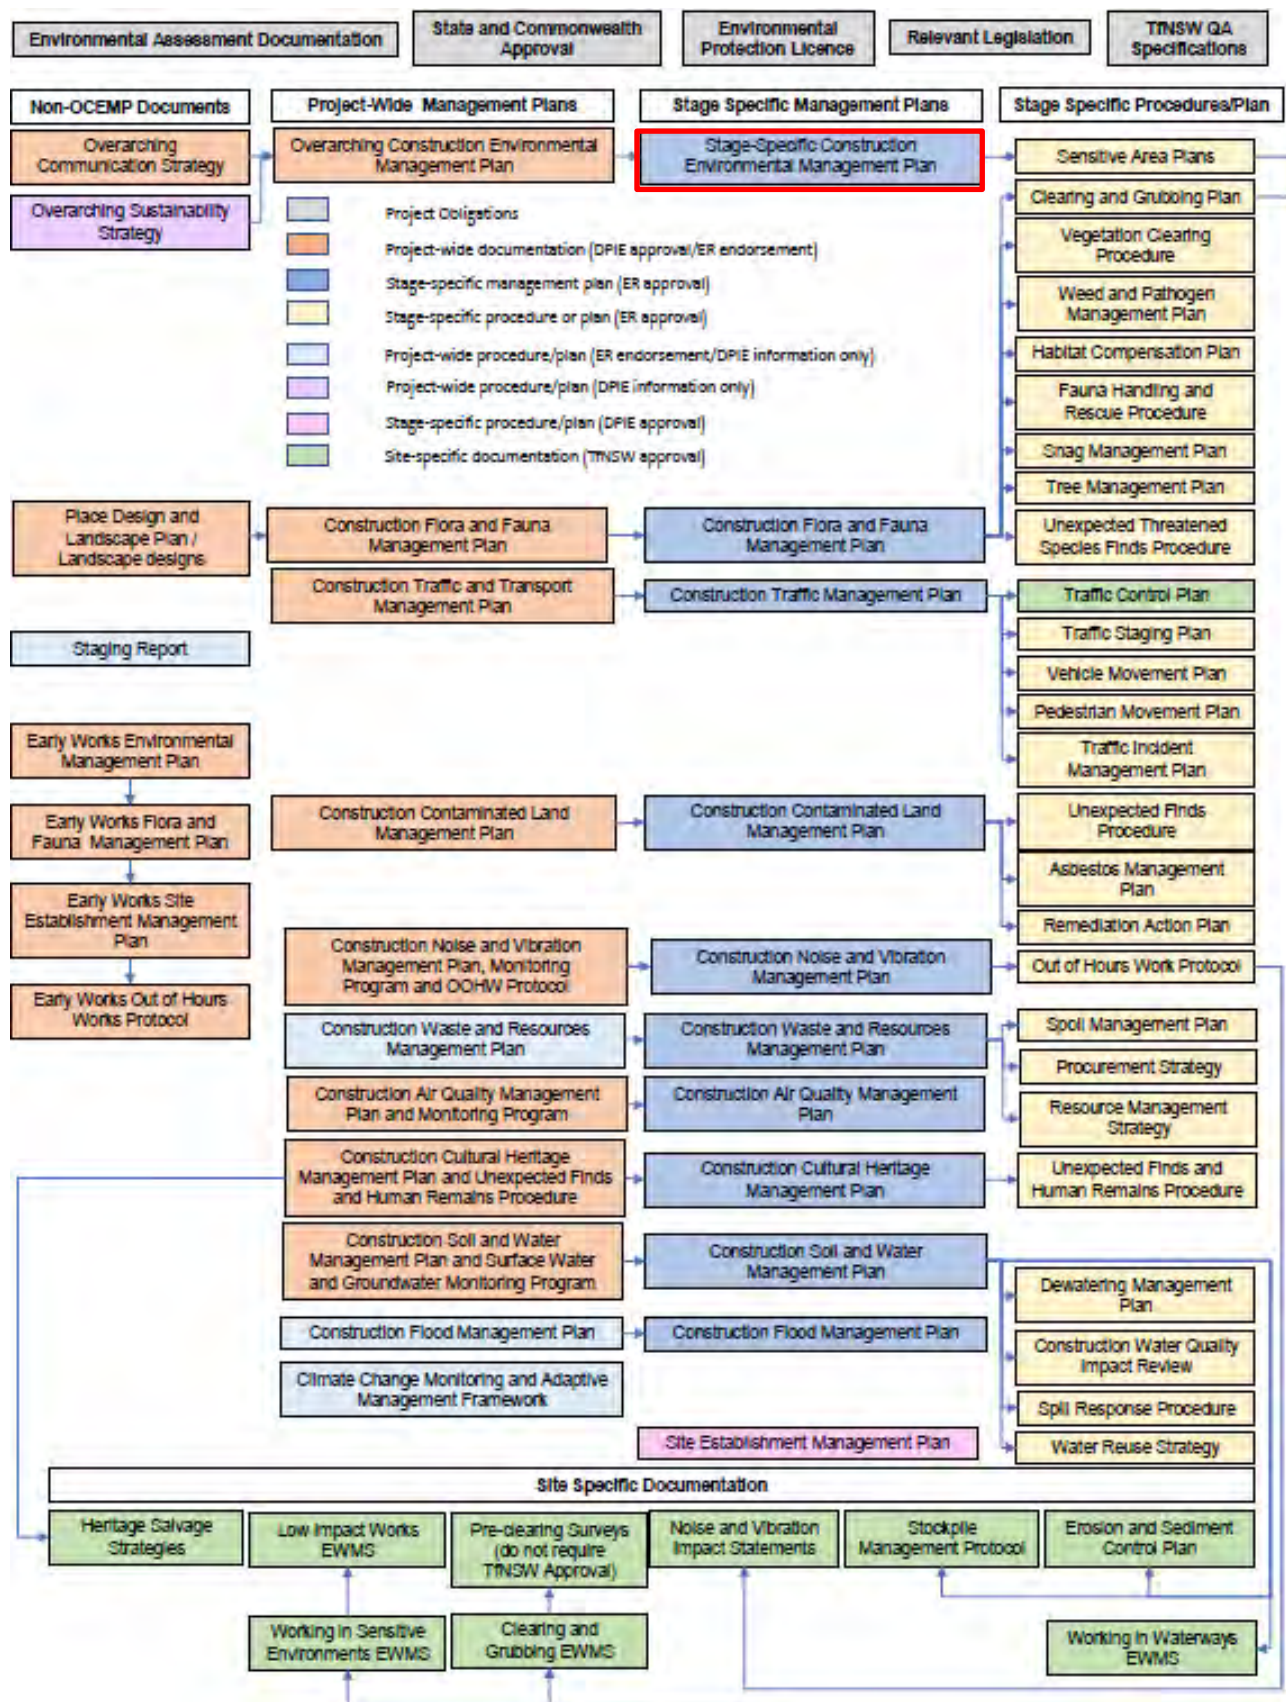 Environmental Assessment Documentation
State and Commonwealth
Approval
Environmental
Protection Licence
Relevant Legislation
TfNSW QA
Specifications
Non-OCEMP Documents
Project-Wide Management Plans
Stage Specific Management Plans
Stage Specific Procedures/Plan
Overarching
Communication Strategy
Overarching Construction Environmental
Management Plan
Stage-Specific Construction
Environmental Management Plan
Sensitive Area Plans
Overarching Sustainability
Strategy
Project Obligations
Project-wide documentation (DPIE approval/ER endorsement)
Stage-specific management plan (ER approval)
Stage-specific procedure or plan (ER approval)
Project-wide procedure/plan (ER endorsement/DPIE information only)
Project-wide procedure/plan (DPIE information only)
Stage-specific procedure/plan (DPIE approval)
Site-specific documentation (TfNSW approval)
Clearing and Grubbing Plan
Vegetation Clearing
Procedure
Weed and Pathogen
Management Plan
Habitat Compensation Plan
Fauna Handling and
Rescue Procedure
Snag Management Plan
Tree Management Plan
Unexpected Threatened
Species Finds Procedure
Place Design and
Landscape Plan /
Landscape designs
Construction Flora and Fauna
Management Plan
Construction Flora and Fauna
Management Plan
Construction Traffic and Transport
Management Plan
Construction Traffic Management Plan
Traffic Control Plan
Traffic Staging Plan
Vehicle Movement Plan
Pedestrian Movement Plan
Traffic Incident
Management Plan
Staging Report
Early Works Environmental
Management Plan
Early Works Flora and
Fauna Management Plan
Early Works Site
Establishment Management
Plan
Early Works Out of Hours
Works Protocol
Construction Contaminated Land
Management Plan
Construction Contaminated Land
Management Plan
Unexpected Finds
Procedure
Asbestos Management
Plan
Remediation Action Plan
Construction Noise and Vibration
Management Plan, Monitoring
Program and OOHW Protocol
Construction Noise and Vibration
Management Plan
Out of Hours Work Protocol
Construction Waste and Resources
Management Plan
Construction Waste and Resources
Management Plan
Spoil Management Plan
Procurement Strategy
Resource Management
Strategy
Construction Air Quality Management
Plan and Monitoring Program
Construction Air Quality Management
Plan
Construction Cultural Heritage
Management Plan and Unexpected Finds
and Human Remains Procedure
Construction Cultural Heritage
Management Plan
Unexpected Finds and
Human Remains Procedure
Construction Soil and Water
Management Plan and Surface Water
and Groundwater Monitoring Program
Construction Soil and Water
Management Plan
Dewatering Management
Plan
Construction Water Quality
Impact Review
Spill Response Procedure
Water Reuse Strategy
Construction Flood Management Plan
Construction Flood Management Plan
Climate Change Monitoring and Adaptive
Management Framework
Site Establishment Management Plan
Site Specific Documentation
Heritage Salvage
Strategies
Low Impact Works
EWMS
Pre-clearing Surveys
(do not require
TfNSW Approval)
Noise and Vibration
Impact Statements
Stockpile
Management Protocol
Erosion and Sediment
Control Plan
Working in Sensitive
Environments EWMS
Clearing and
Grubbing EWMS
Working in Waterways
EWMS